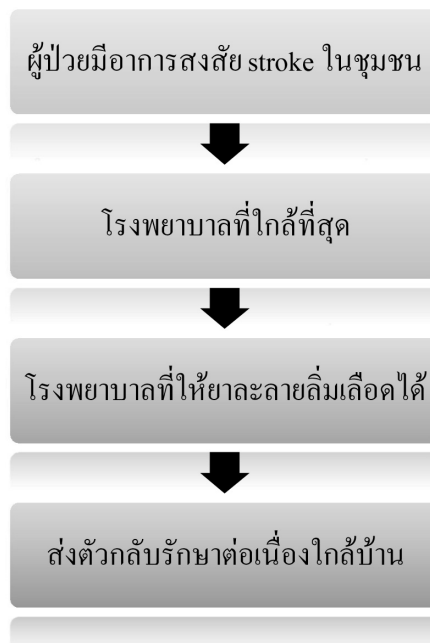 ผู้ป่วยมีอาการสงสัย stroke ในชุมชน
โรงพยาบาลที่ใกล้ที่สุด
โรงพยาบาลที่ให้ยาละลายลิ่มเลือดได้
ส่งตัวกลับรักษาต่อเนื่องใกล้บ้าน